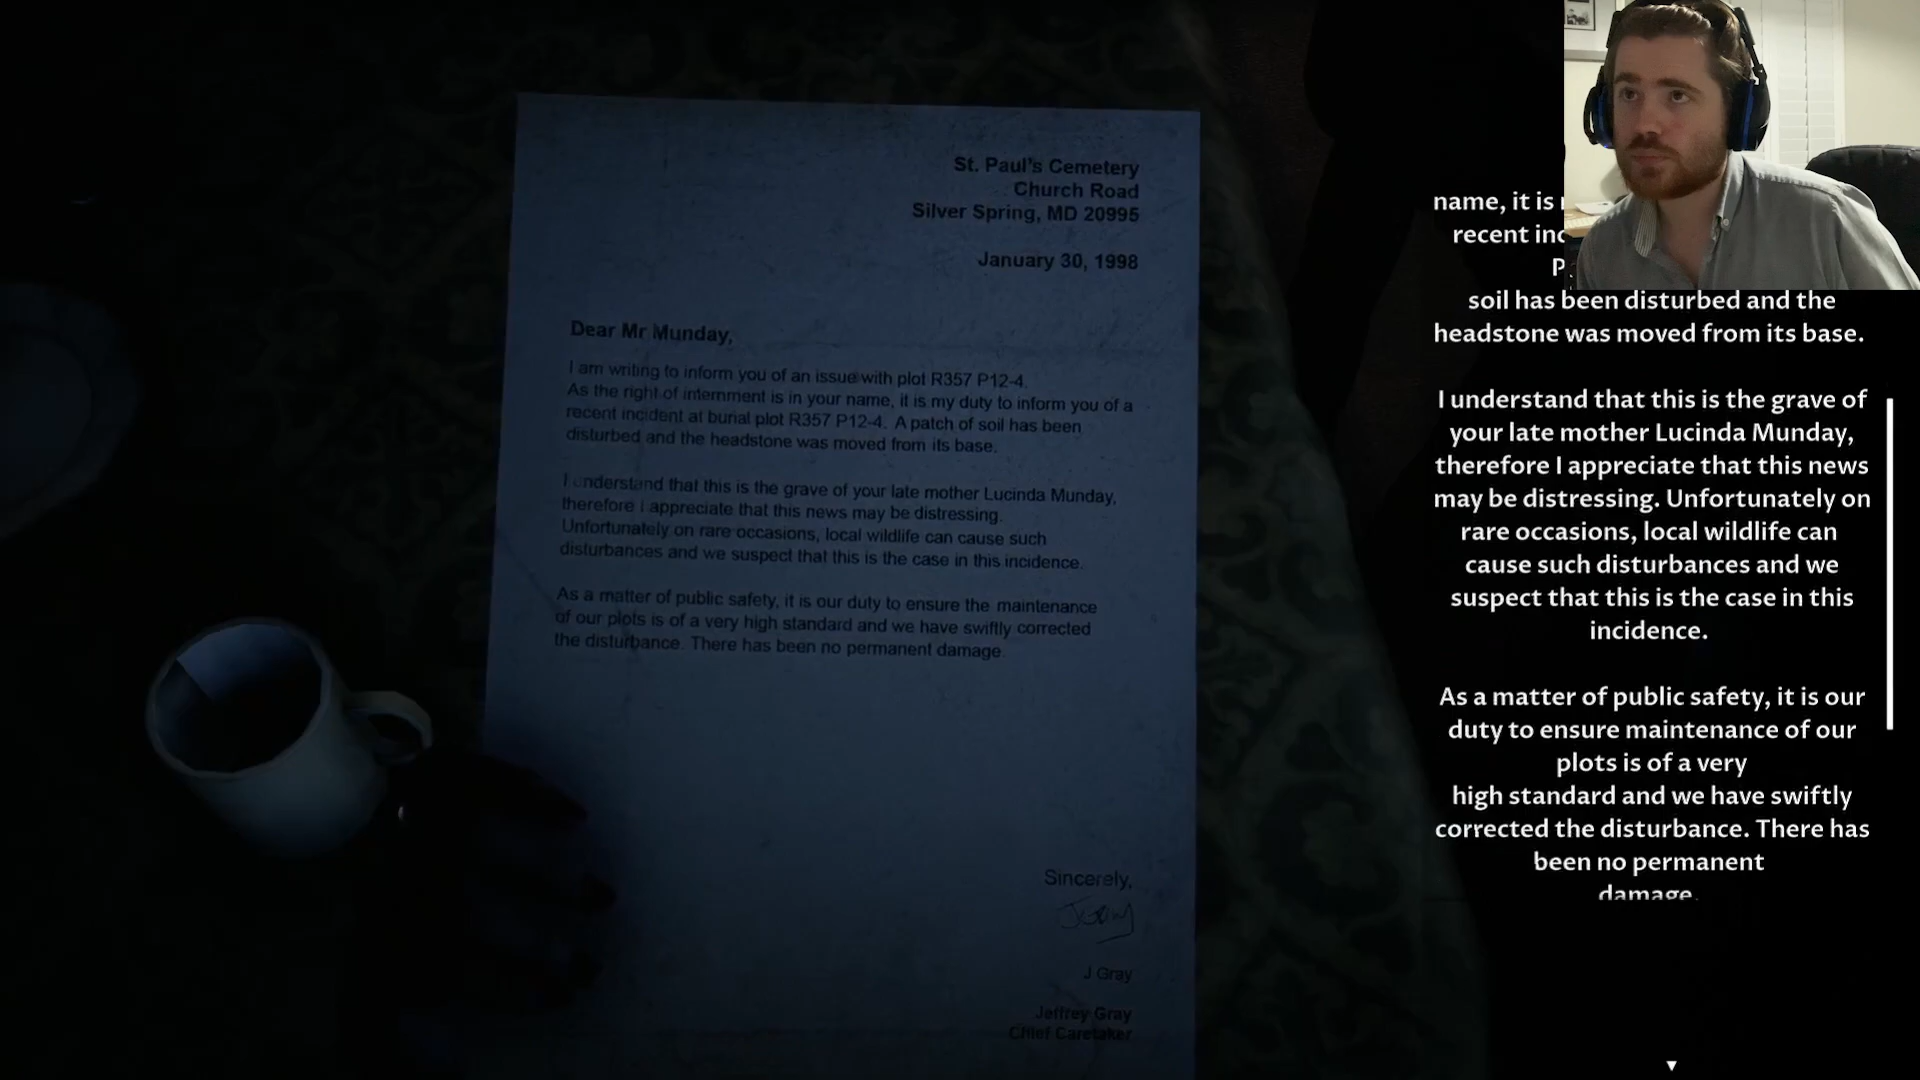 St. Paul's Cemetery
Church Road
Silver Spring, MD 20995
January 30, 1998
Dear Mr Munday,
I am writing to inform you of an issue with plot R357 P12-4.
As the right of internment is in your name, it is my duty to inform you of a
recent incident at burial plot R357 P12-4. A patch of soil has been
disturbed and the headstone was moved from its base.
I understand that this is the grave of your late mother Lucinda Munday,
therefore I appreciate that this news may be distressing.
Unfortunately on rare occasions, local wildlife can cause such
disturbances and we suspect that this is the case in this incidence.
As a matter of public safety, it is our duty to ensure the maintenance
of our plots is of a very high standard and we have swiftly corrected
the disturbance. There has been no permanent damage.
Sincerely,
J Gray
Jeffrey Gray
Chief Caretaker
name, it is
recent
soil has been disturbed and the
headstone was moved from its base.
I understand that this is the grave of
your late mother Lucinda Munday,
therefore I appreciate that this news
may be distressing. Unfortunately on
rare occasions, local wildlife can
cause such disturbances and we
suspect that this is the case in this
incidence.
As a matter of public safety, it is our
duty to ensure maintenance of our
plots is of a very
high standard and we have swiftly
corrected the disturbance. There has
been no permanent
damage.